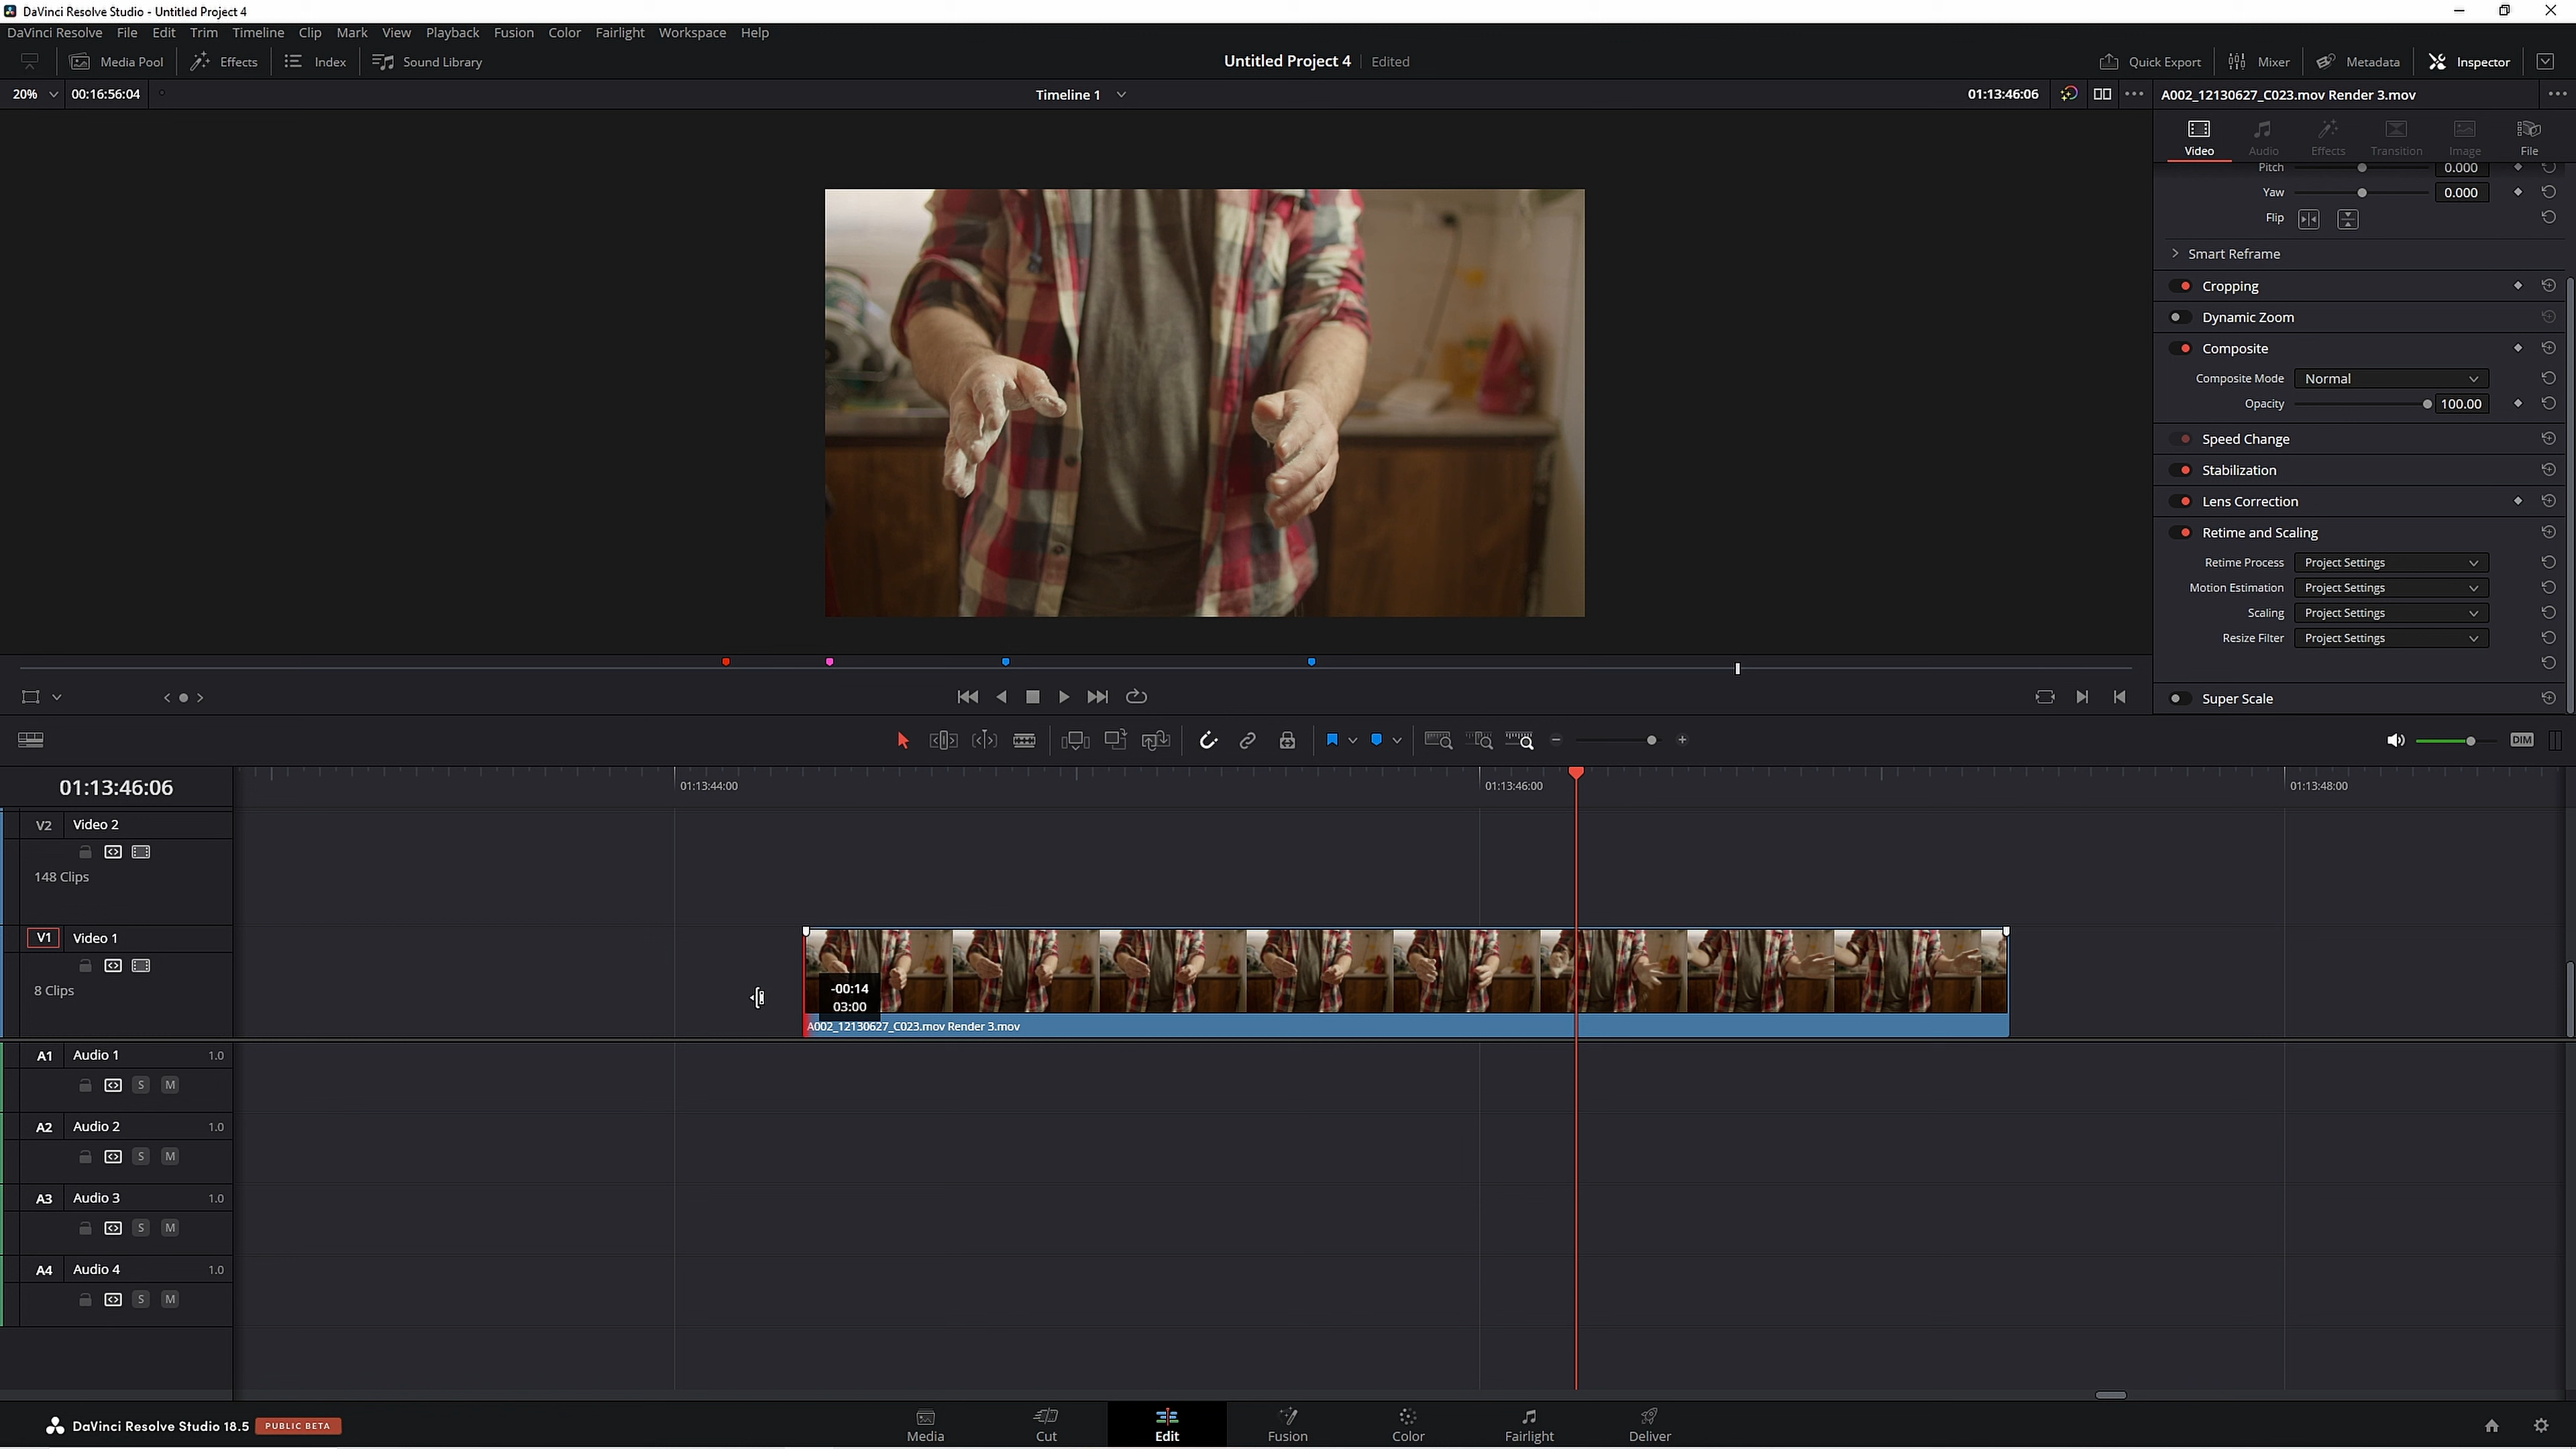 DaVinci Resolve Studio - Untitled Project 4
DaVinci Resolve File Edit Trim Timeline Clip Mark View Playback Fusion Color Fairlight Workspace Help
Media Pool Effects Index Sound Library Untitled Project 4 Edited Quick Export Mixer Metadata Inspector
20% 00:16:56:04 Timeline 1 01:13:46:06 A002_12130627_C023.mov Render 3.mov
Video Audio Effects Transition Image File
Pitch 0.000
Yaw 0.000
Flip
Smart Reframe
Cropping
Dynamic Zoom
Composite
Composite Mode Normal
Opacity 100.00
Speed Change
Stabilization
Lens Correction
Retime and Scaling
Retime Process Project Settings
Motion Estimation Project Settings
Scaling Project Settings
Resize Filter Project Settings
Super Scale
DIM
01:13:46:06 01:13:44:00 01:13:46:00 01:13:48:00
V2 Video 2
148 Clips
V1 Video 1
8 Clips
-00:14
03:00
A002_12130627_C023.mov Render 3.mov
A1 Audio 1 1.0
S M
A2 Audio 2 1.0
S M
A3 Audio 3 1.0
S M
A4 Audio 4 1.0
S M
DaVinci Resolve Studio 18.5 PUBLIC BETA
Media Cut Edit Fusion Color Fairlight Deliver